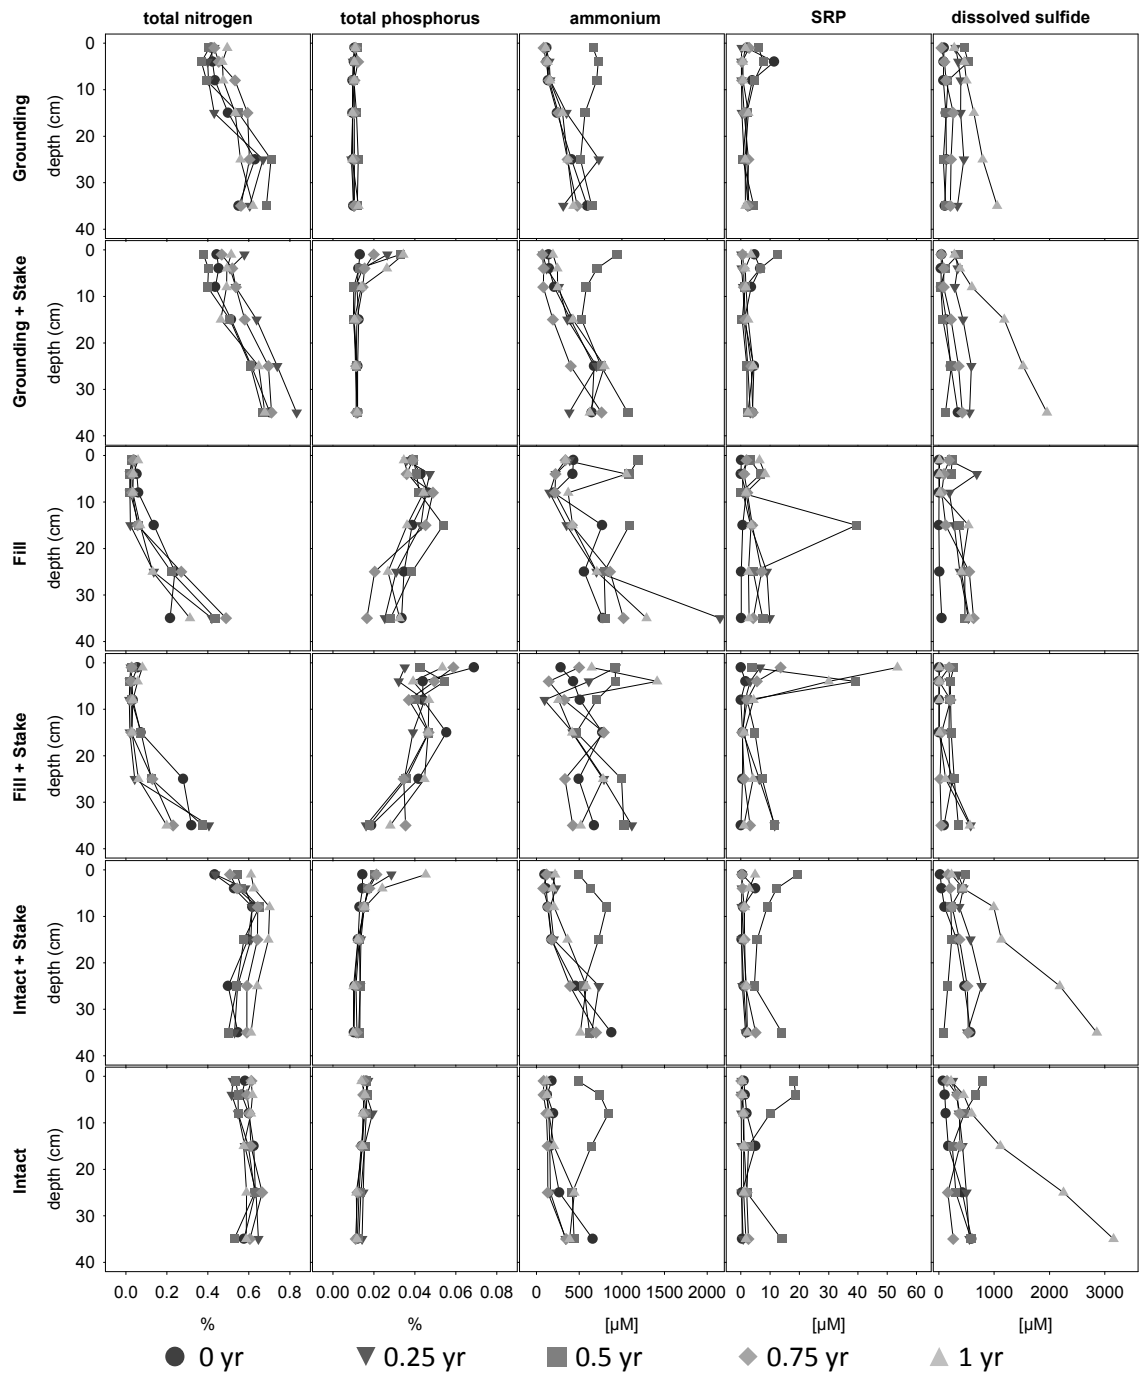 total nitrogen total phosphorus ammonium SRP dissolved sulfide
Grounding
depth (cm)
0
10
20
30
40
Grounding + Stake
depth (cm)
0
10
20
30
40
Fill
depth (cm)
0
10
20
30
40
Fill + Stake
depth (cm)
0
10
20
30
40
Intact + Stake
depth (cm)
0
10
20
30
40
Intact
depth (cm)
0
10
20
30
40
0.0 0.2 0.4 0.6 0.8 0.00 0.02 0.04 0.06 0.08 0 500 1000 1500 2000 0 10 20 30 40 50 60 0 1000 2000 3000
% % [µM] [µM] [µM]
0 yr 0.25 yr 0.5 yr 0.75 yr 1 yr